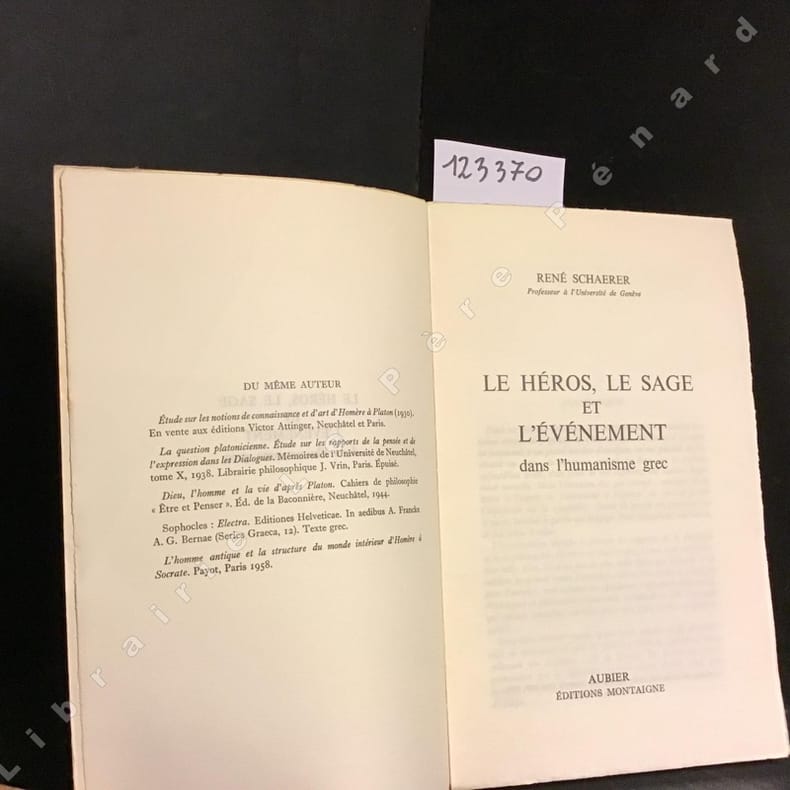 123370
DU MÊME AUTEUR
Étude sur les notions de connaissance et d'art d'Homère à Platon (1930).
En vente aux éditions Victor Attinger, Neuchâtel et Paris.
La question platonicienne. Étude sur les rapports de la pensée et de
l'expression dans les Dialogues. Mémoires de l'Université de Neuchâtel,
tome X, 1938. Librairie philosophique J. Vrin, Paris. Épuisé.
Dieu, l'homme et la vie d'après Platon. Cahiers de philosophie
« Être et Penser ». Éd. de la Baconnière, Neuchâtel, 1944.
Sophocles : Electra. Editiones Helveticae. In aedibus A. Francke
A. G. Bernae (Series Graeca, 12). Texte grec.
L'homme antique et la structure du monde intérieur d'Homère à
Socrate. Payot, Paris 1958.
RENÉ SCHAERER
Professeur à l'Université de Genève
LE HÉROS, LE SAGE
ET
L'ÉVÉNEMENT
dans l'humanisme grec
AUBIER
ÉDITIONS MONTAIGNE
Librairie Le Père Pénard